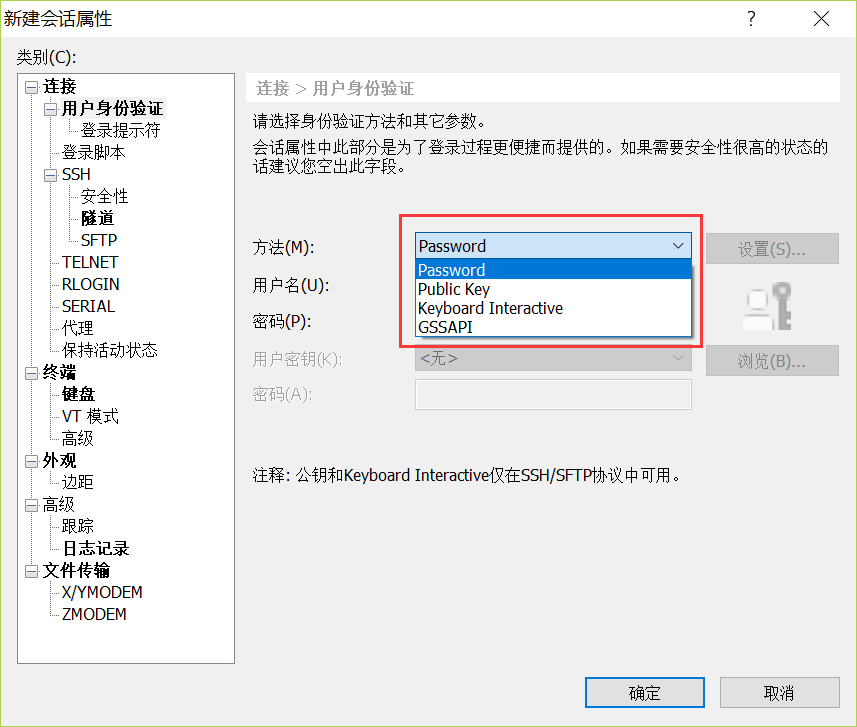 新建会话属性
?
类别(C):
连接
用户身份验证
登录提示符
登录脚本
SSH
安全性
隧道
SFTP
TELNET
RLOGIN
SERIAL
代理
保持活动状态
终端
键盘
VT 模式
高级
外观
边距
高级
跟踪
日志记录
文件传输
X/YMODEM
ZMODEM
连接 > 用户身份验证
请选择身份验证方法和其它参数。
会话属性中此部分是为了登录过程更便捷而提供的。如果需要安全性很高的状态的
话建议您空出此字段。
方法(M):
Password
设置(S)...
Password
Public Key
Keyboard Interactive
GSSAPI
用户名(U):
密码(P):
用户密钥(K):
<无>
浏览(B)...
密码(A):
注释: 公钥和Keyboard Interactive仅在SSH/SFTP协议中可用。
确定
取消